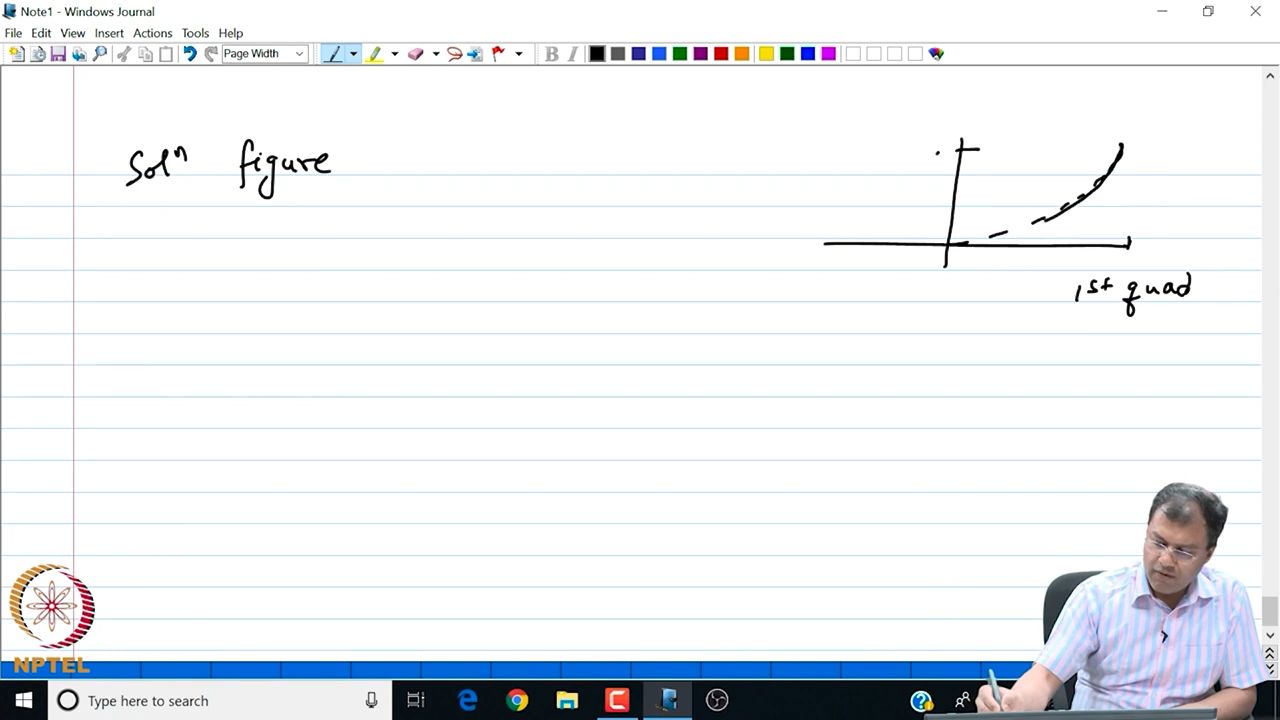 Note1 - Windows Journal
File Edit View Insert Actions Tools Help
Page Width B I
Solⁿ figure
1st quad
NPTEL
Type here to search